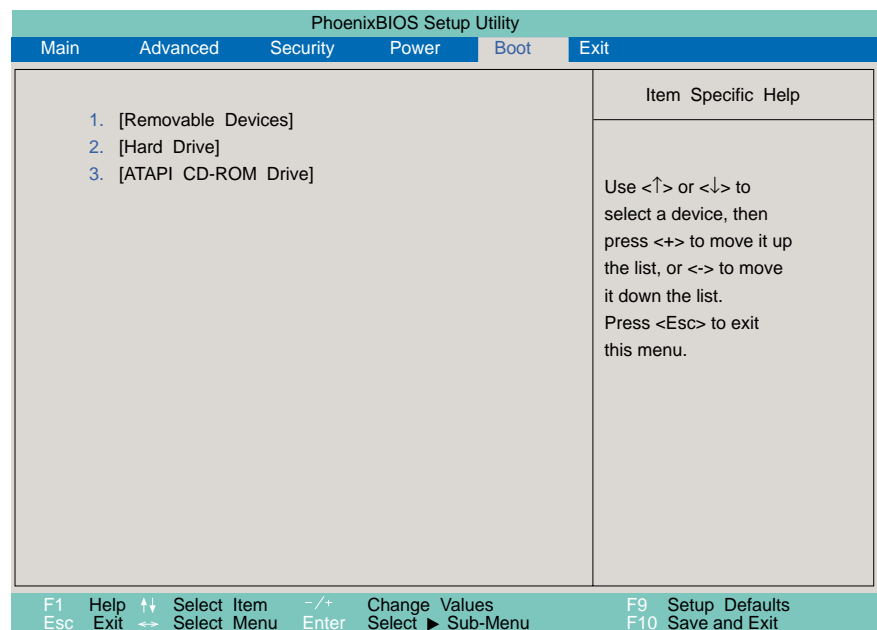 PhoenixBIOS Setup Utility
Main Advanced Security Power Boot Exit
1. [Removable Devices]
2. [Hard Drive]
3. [ATAPI CD-ROM Drive]
Item Specific Help
Use <↑> or <↓> to
select a device, then
press <+> to move it up
the list, or <-> to move
it down the list.
Press <Esc> to exit
this menu.
F1 Help ↑↓ Select Item -/+ Change Values F9 Setup Defaults
Esc Exit ↔ Select Menu Enter Select ▶ Sub-Menu F10 Save and Exit